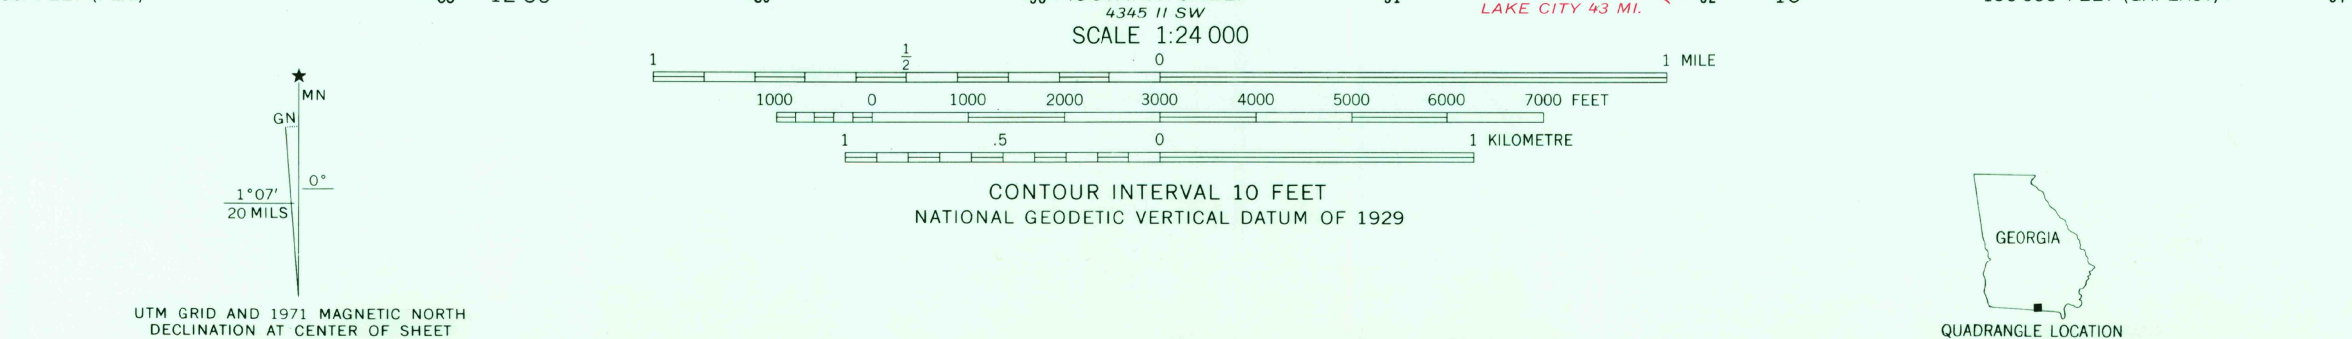 4345 II SW
LAKE CITY 43 MI.
SCALE 1:24 000
1 1/2 0 1 MILE
1000 0 1000 2000 3000 4000 5000 6000 7000 FEET
1 .5 0 1 KILOMETRE
CONTOUR INTERVAL 10 FEET
NATIONAL GEODETIC VERTICAL DATUM OF 1929
★
MN
GN
0°
1°07'
20 MILS
UTM GRID AND 1971 MAGNETIC NORTH
DECLINATION AT CENTER OF SHEET
GEORGIA
QUADRANGLE LOCATION